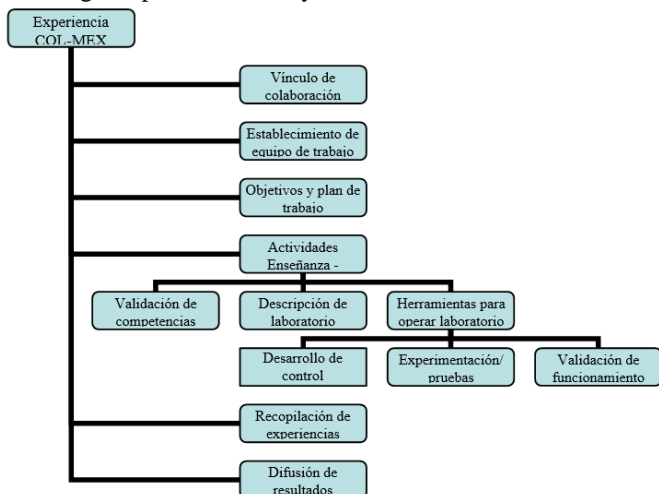 Experiencia
COL-MEX
Vínculo de
colaboración
Establecimiento de
equipo de trabajo
Objetivos y plan de
trabajo
Actividades
Enseñanza -
Validación de
competencias
Descripción de
laboratorio
Herramientas para
operar laboratorio
Desarrollo de
control
Experimentación/
pruebas
Validación de
funcionamiento
Recopilación de
experiencias
Difusión de
resultados